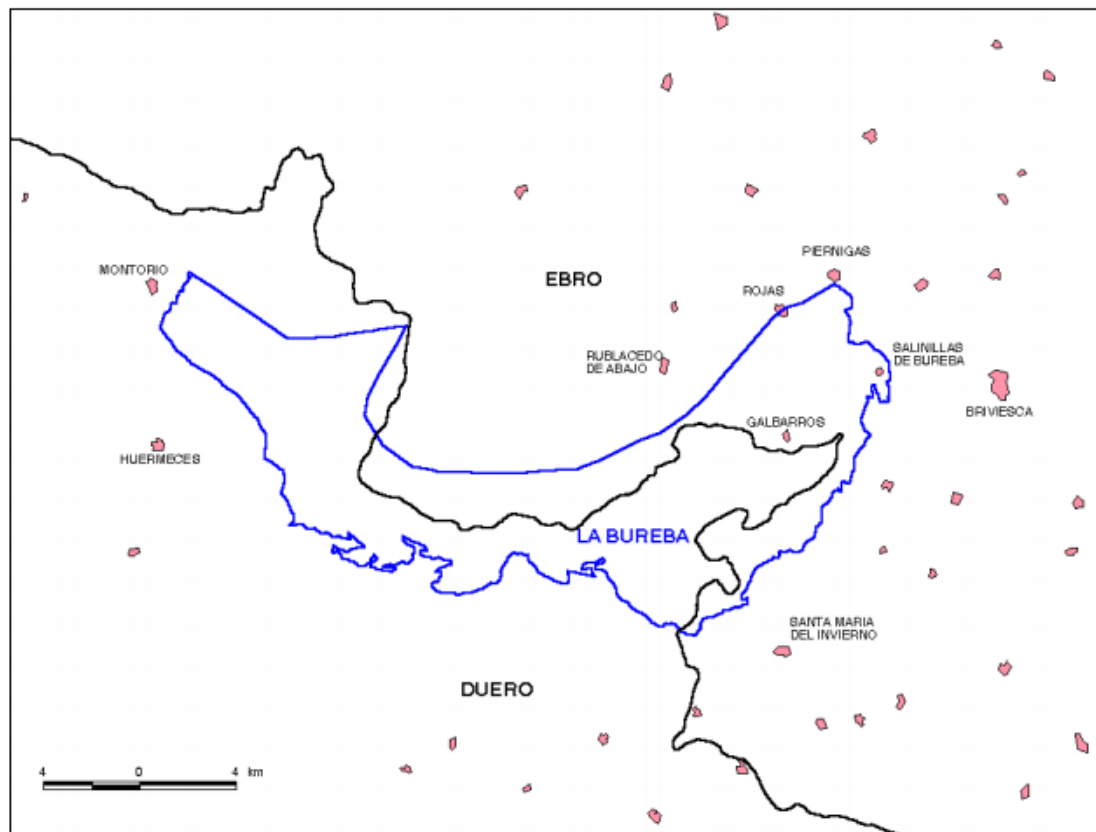 PIERNIGAS
MONTORIO
EBRO
ROJAS
RUBLACEDO
DE ABAJO
SALINILLAS
DE BUREBA
BRIVIESCA
GALBARROS
HUERMECES
LA BUREBA
SANTA MARIA
DEL INVIERNO
DUERO
4 0 4 km